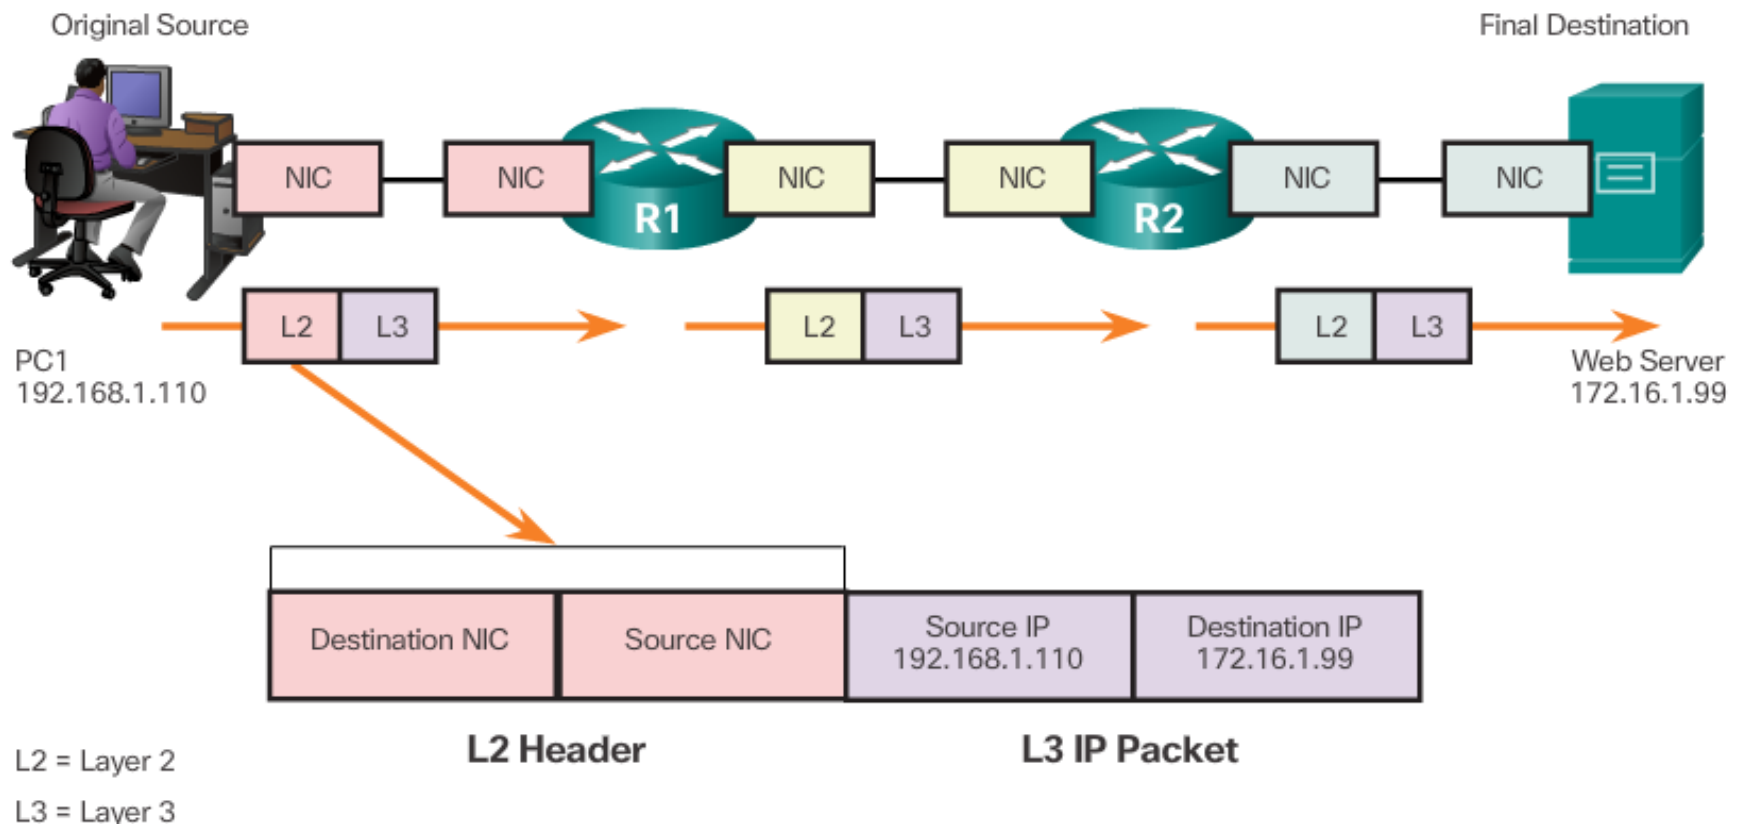 Original Source
Final Destination
NIC
NIC
NIC
NIC
NIC
NIC
R1
R2
L2
L3
L2
L3
L2
L3
PC1
192.168.1.110
Web Server
172.16.1.99
Destination NIC
Source NIC
Source IP
192.168.1.110
Destination IP
172.16.1.99
L2 Header
L3 IP Packet
L2 = Layer 2
L3 = Layer 3